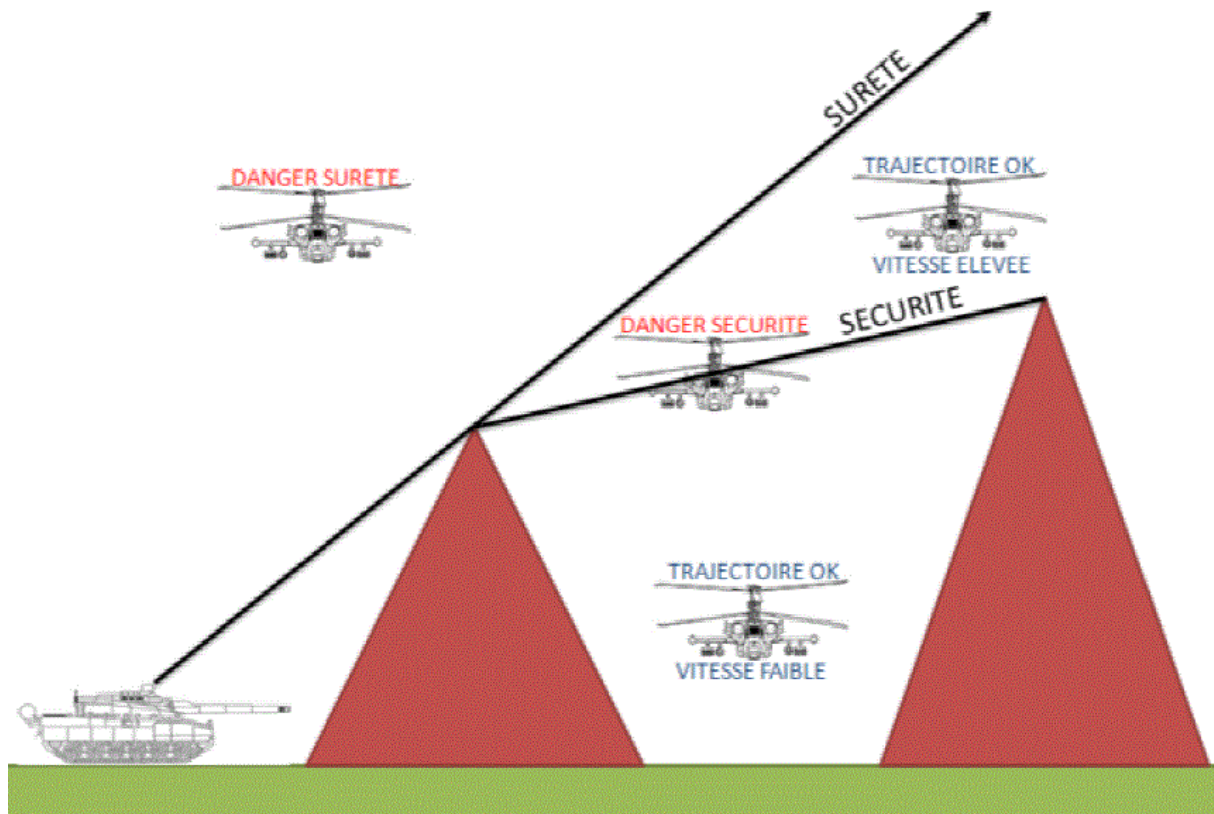 SURETE
DANGER SURETE
TRAJECTOIRE OK
VITESSE ELEVEE
SECURITE
DANGER SECURITE
TRAJECTOIRE OK
VITESSE FAIBLE